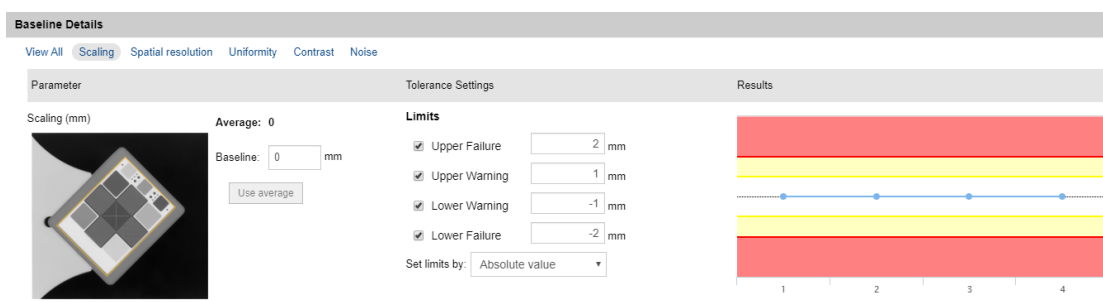 Baseline Details
View All Scaling Spatial resolution Uniformity Contrast Noise
Parameter Tolerance Settings Results
Scaling (mm) Average: 0 Limits
Upper Failure 2 mm
Baseline: 0 mm
Upper Warning 1 mm
Use average
Lower Warning -1 mm
Lower Failure -2 mm
Set limits by: Absolute value
1 2 3 4